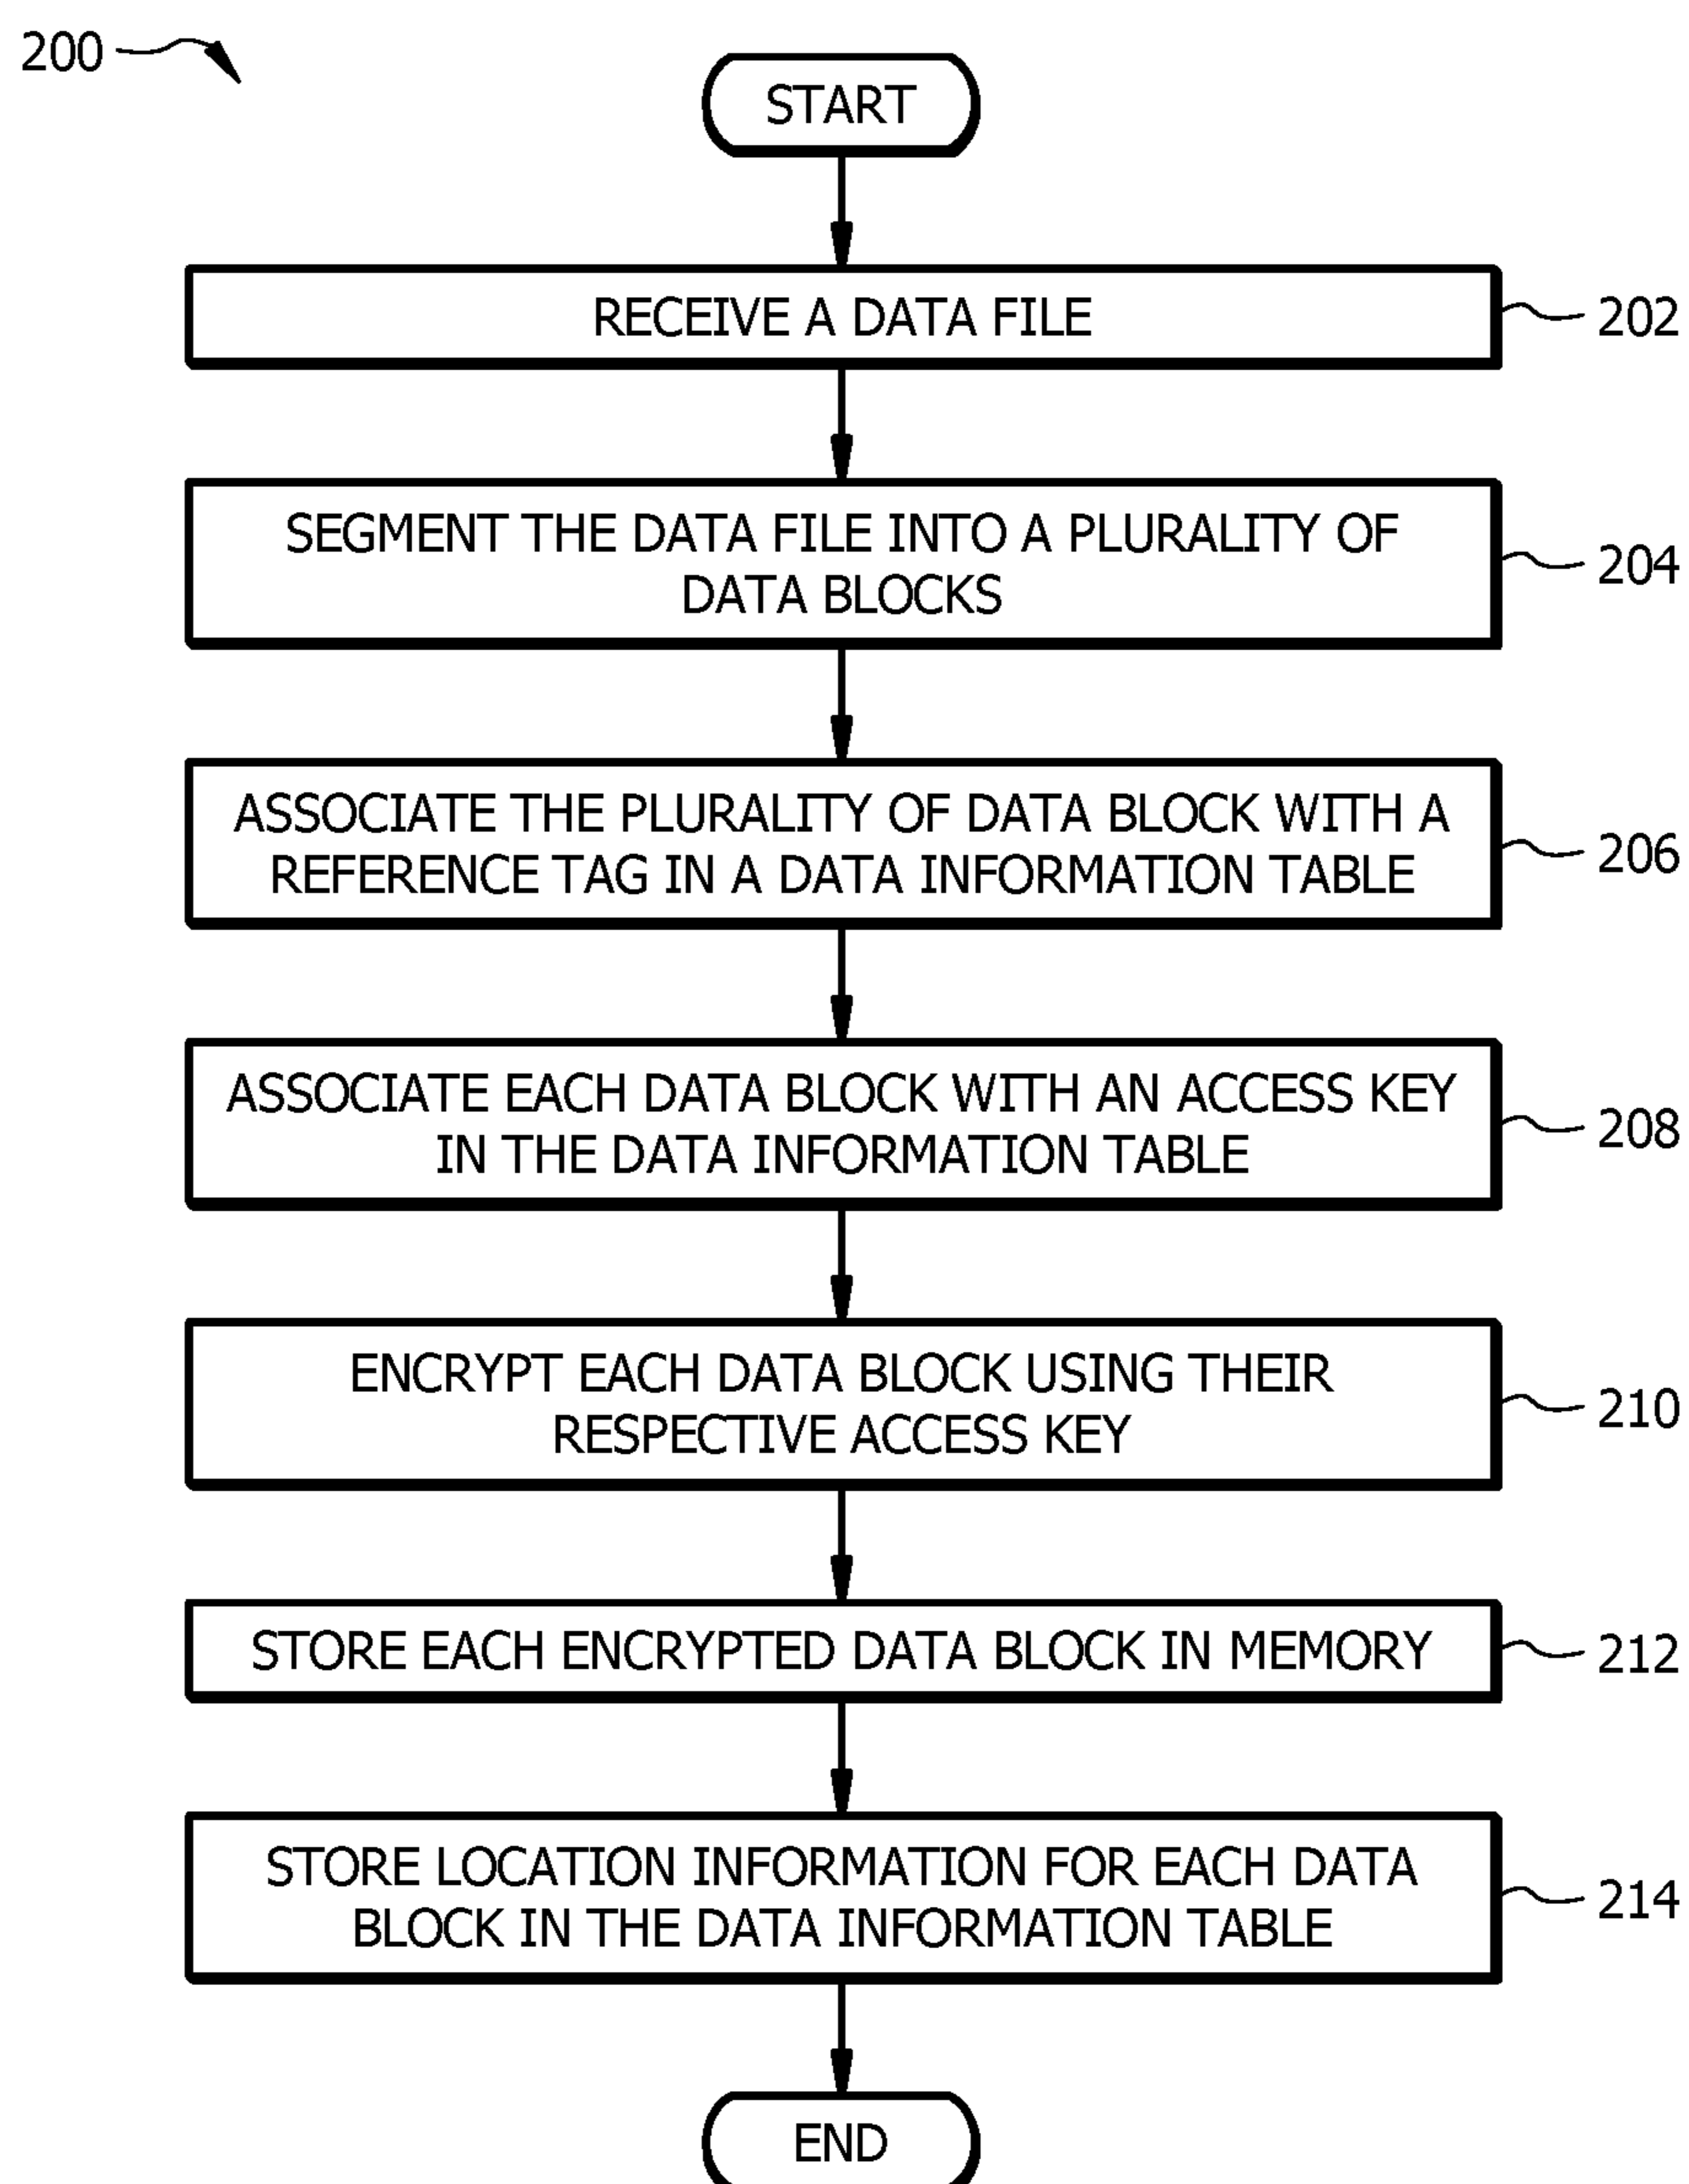 200
START
RECEIVE A DATA FILE
202
SEGMENT THE DATA FILE INTO A PLURALITY OF
DATA BLOCKS
204
ASSOCIATE THE PLURALITY OF DATA BLOCK WITH A
REFERENCE TAG IN A DATA INFORMATION TABLE
206
ASSOCIATE EACH DATA BLOCK WITH AN ACCESS KEY
IN THE DATA INFORMATION TABLE
208
ENCRYPT EACH DATA BLOCK USING THEIR
RESPECTIVE ACCESS KEY
210
STORE EACH ENCRYPTED DATA BLOCK IN MEMORY
212
STORE LOCATION INFORMATION FOR EACH DATA
BLOCK IN THE DATA INFORMATION TABLE
214
END